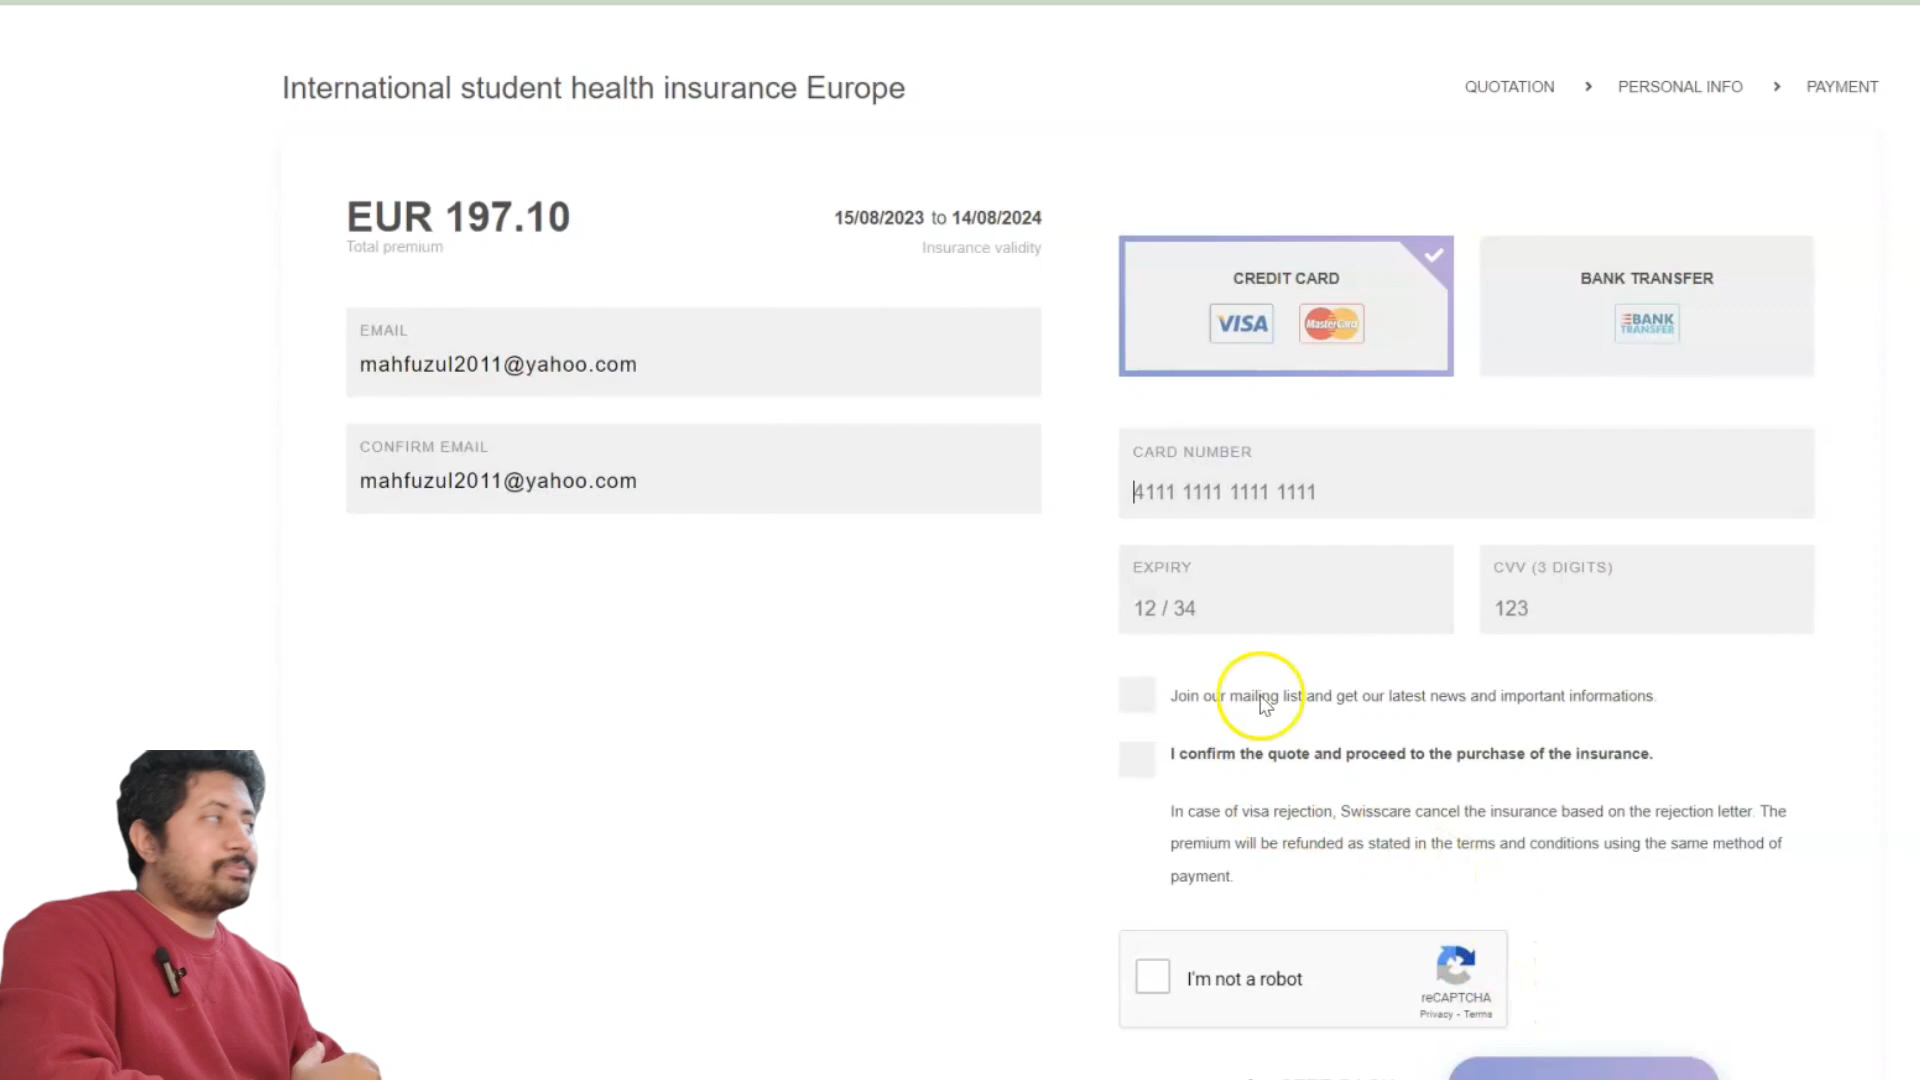 International student health insurance Europe
QUOTATION > PERSONAL INFO > PAYMENT
EUR 197.10
Total premium
15/08/2023 to 14/08/2024
Insurance validity
EMAIL
mahfuzul2011@yahoo.com
CONFIRM EMAIL
mahfuzul2011@yahoo.com
CREDIT CARD
VISA MasterCard
BANK TRANSFER
BANK
TRANSFER
CARD NUMBER
4111 1111 1111 1111
EXPIRY
12 / 34
CVV (3 DIGITS)
123
Join our mailing list and get our latest news and important informations.
I confirm the quote and proceed to the purchase of the insurance.
In case of visa rejection, Swisscare cancel the insurance based on the rejection letter. The
premium will be refunded as stated in the terms and conditions using the same method of
payment.
I'm not a robot
reCAPTCHA
Privacy - Terms